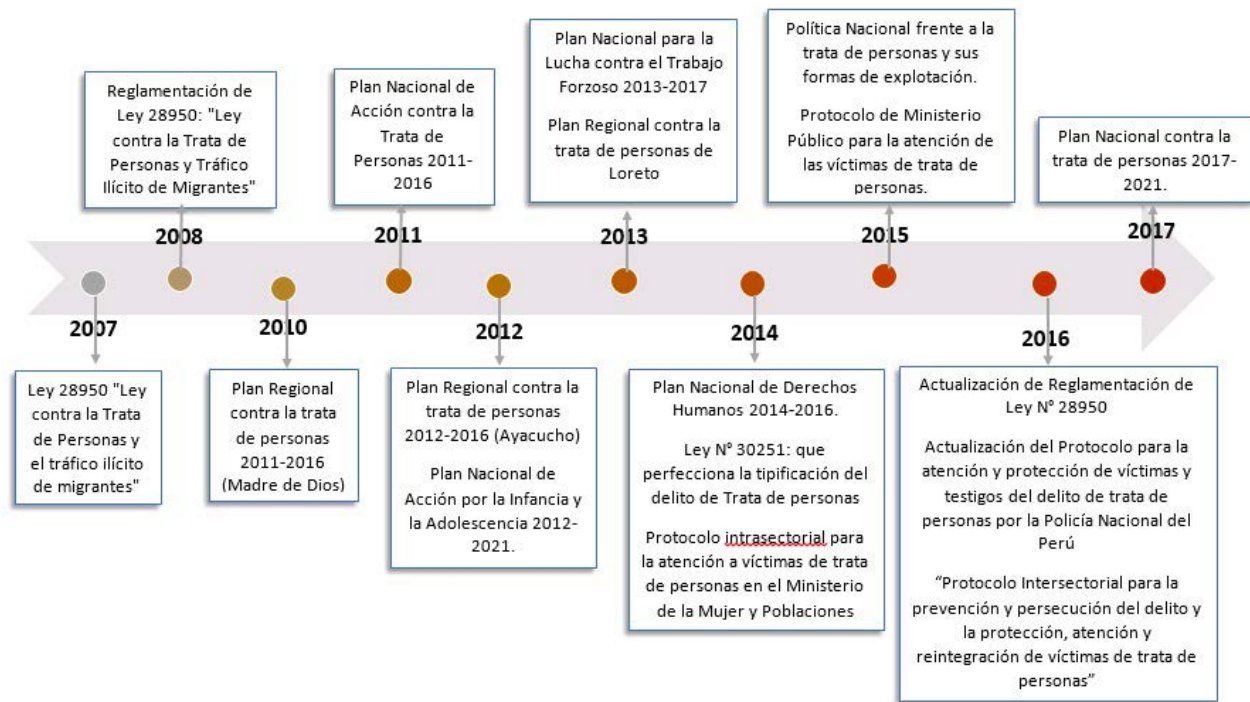 Reglamentación de
Ley 28950: "Ley
contra la Trata de
Personas y Tráfico
Ilícito de Migrantes"
2008
Plan Nacional de
Acción contra la
Trata de
Personas 2011-
2016
2011
Plan Nacional para la
Lucha contra el Trabajo
Forzoso 2013-2017
Plan Regional contra la
trata de personas de
Loreto
2013
Política Nacional frente a la
trata de personas y sus
formas de explotación.
Protocolo de Ministerio
Público para la atención de
las víctimas de trata de
personas.
2015
Plan Nacional contra
la trata de personas 2017-
2021.
2017
2007
Ley 28950 "Ley
contra la Trata
de Personas y
el tráfico ilícito
de migrantes"
2010
Plan Regional
contra la trata
de personas
2011-2016
(Madre de Dios)
2012
Plan Regional contra la
trata de personas
2012-2016 (Ayacucho)
Plan Nacional de
Acción por la Infancia y
la Adolescencia 2012-
2021.
2014
Plan Nacional de Derechos
Humanos 2014-2016.
Ley N° 30251: que
perfecciona la tipificación del
delito de Trata de personas
Protocolo intrasectorial para
la atención a víctimas de trata
de personas en el Ministerio
de la Mujer y Poblaciones
2016
Actualización de Reglamentación de
Ley N° 28950
Actualización del Protocolo para la
atención y protección de víctimas y
testigos del delito de trata de
personas por la Policía Nacional del
Perú
“Protocolo Intersectorial para la
prevención y persecución del delito y
la protección, atención y
reintegración de víctimas de trata de
personas”